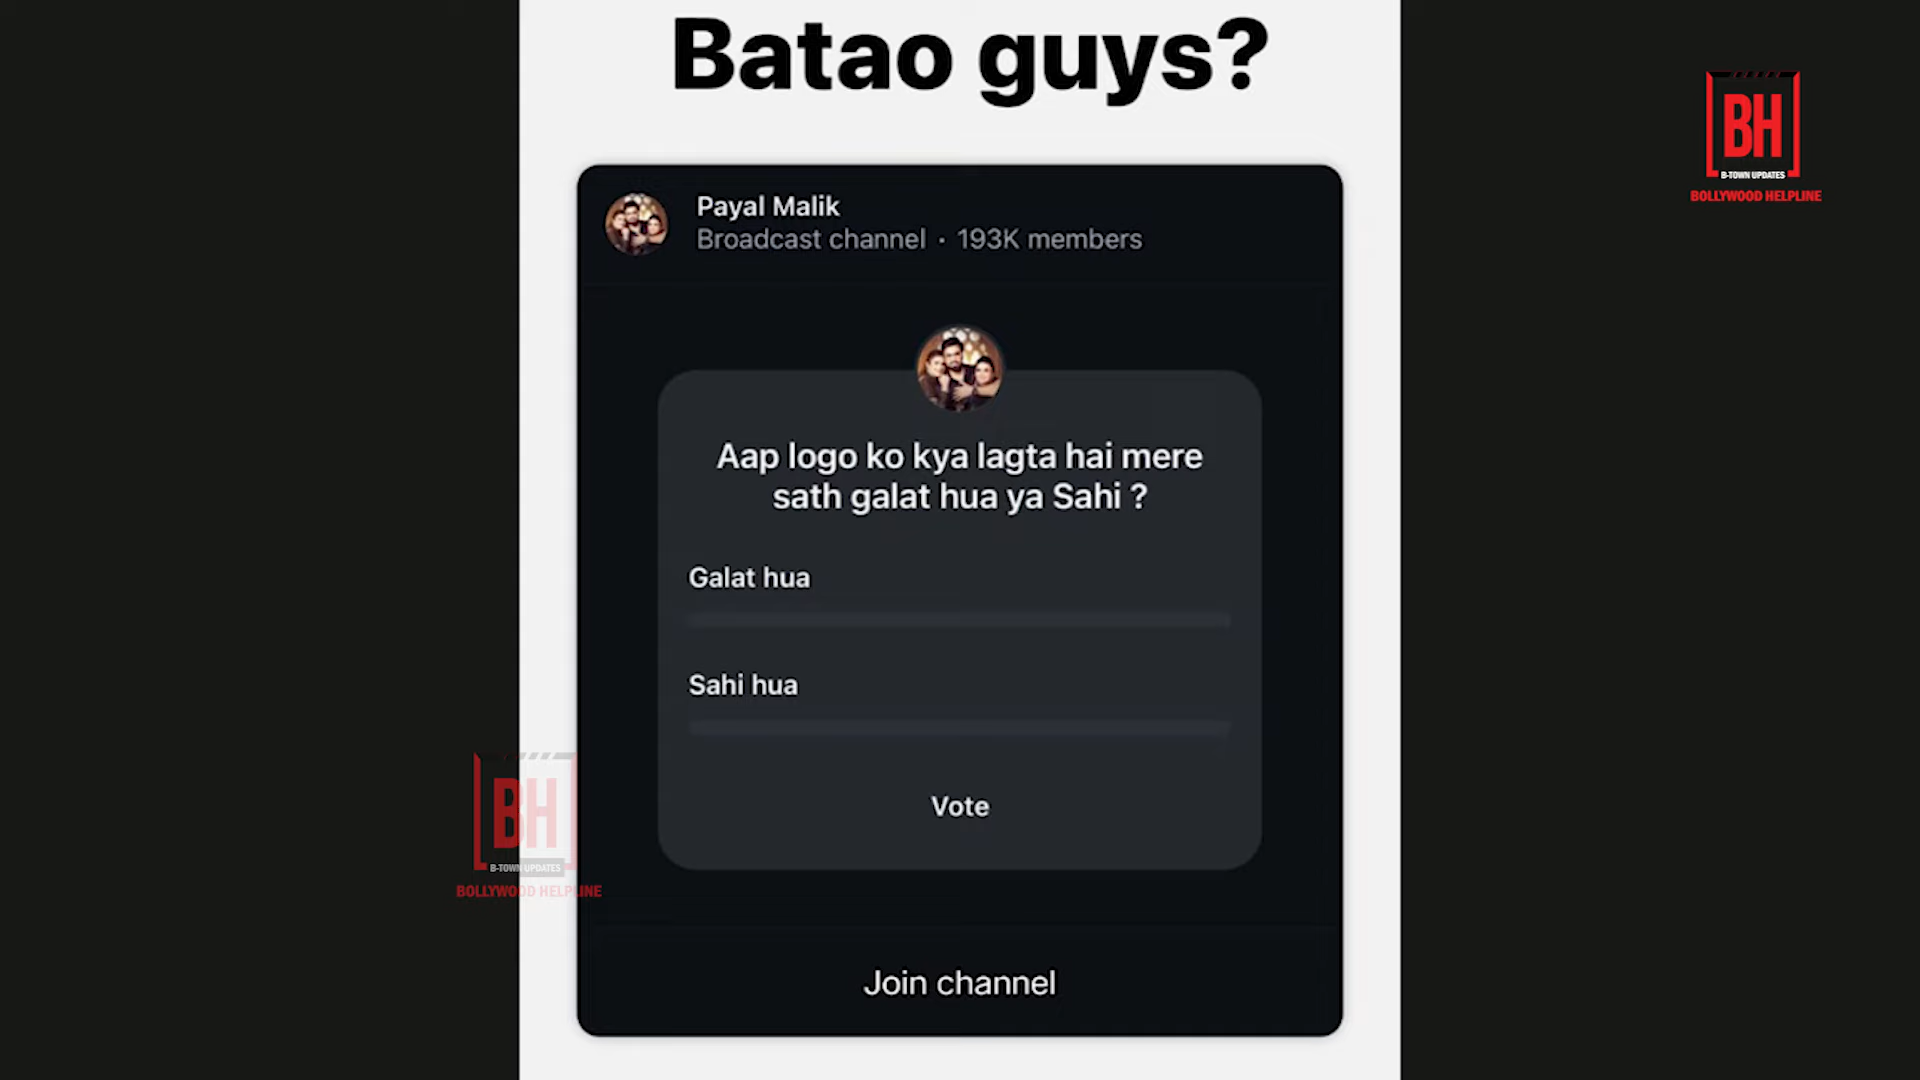 Batao guys?
BH
B-TOWN UPDATES
BOLLYWOOD HELPLINE
Payal Malik
Broadcast channel · 193K members
Aap logo ko kya lagta hai mere
sath galat hua ya Sahi ?
Galat hua
Sahi hua
Vote
BH
B-TOWN UPDATES
BOLLYWOOD HELPLINE
Join channel